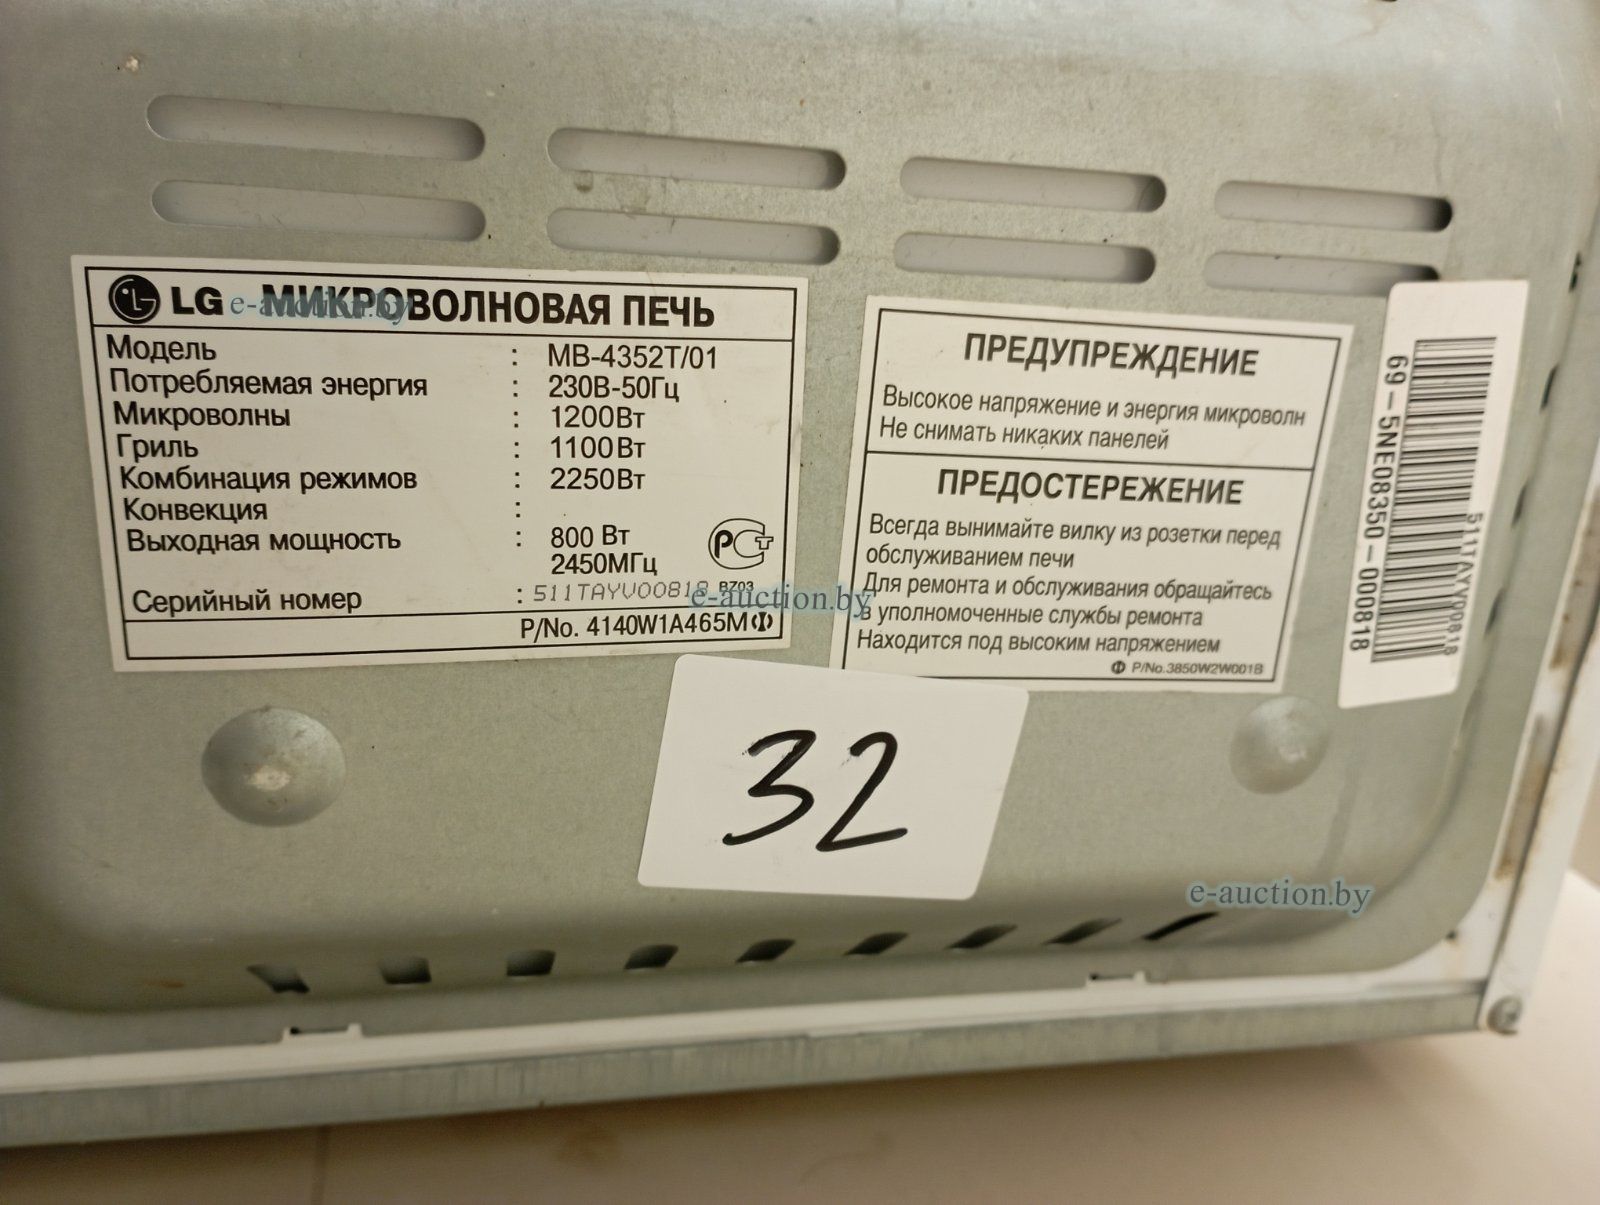 LG МИКРОВОЛНОВАЯ ПЕЧЬ
Модель : MB-4352T/01
Потребляемая энергия : 230В-50Гц
Микроволны : 1200Вт
Гриль : 1100Вт
Комбинация режимов : 2250Вт
Конвекция :
Выходная мощность : 800 Вт
2450МГц
BZ03
Серийный номер : 511TAYV00818
P/No. 4140W1A465M
ПРЕДУПРЕЖДЕНИЕ
Высокое напряжение и энергия микроволн
Не снимать никаких панелей
ПРЕДОСТЕРЕЖЕНИЕ
Всегда вынимайте вилку из розетки перед
обслуживанием печи
Для ремонта и обслуживания обращайтесь
в уполномоченные службы ремонта
Находится под высоким напряжением
P/No.3850W2W001B
69-5NE08350-000818
511TAYV00818
32
e-auction.by
e-auction.by
e-auction.by